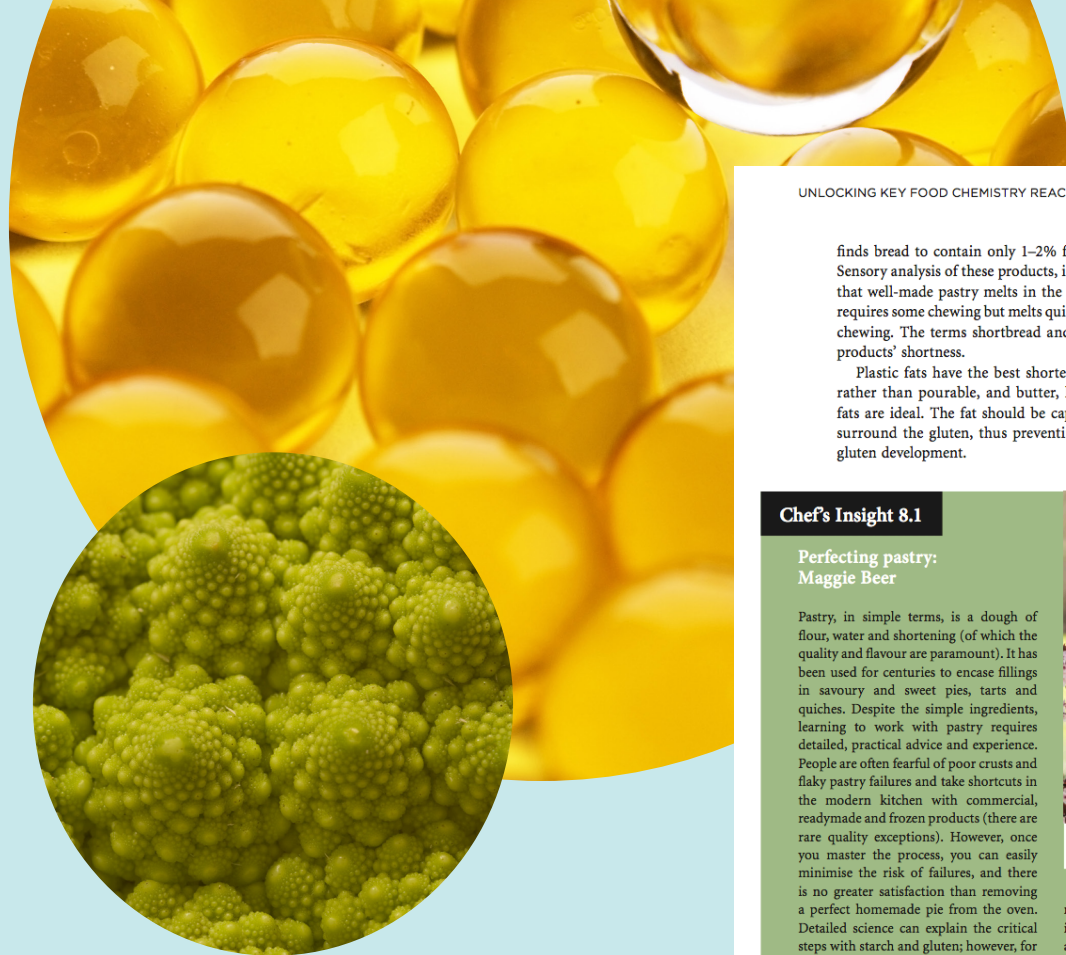 UNLOCKING KEY FOOD CHEMISTRY REAC
finds bread to contain only 1–2% f
Sensory analysis of these products, i
that well-made pastry melts in the
requires some chewing but melts qui
chewing. The terms shortbread and
products’ shortness.
Plastic fats have the best shorte
rather than pourable, and butter,
fats are ideal. The fat should be ca
surround the gluten, thus preventi
gluten development.
Chef’s Insight 8.1
Perfecting pastry:
Maggie Beer
Pastry, in simple terms, is a dough of
flour, water and shortening (of which the
quality and flavour are paramount). It has
been used for centuries to encase fillings
in savoury and sweet pies, tarts and
quiches. Despite the simple ingredients,
learning to work with pastry requires
detailed, practical advice and experience.
People are often fearful of poor crusts and
flaky pastry failures and take shortcuts in
the modern kitchen with commercial,
readymade and frozen products (there are
rare quality exceptions). However, once
you master the process, you can easily
minimise the risk of failures, and there
is no greater satisfaction than removing
a perfect homemade pie from the oven.
Detailed science can explain the critical
steps with starch and gluten; however, for